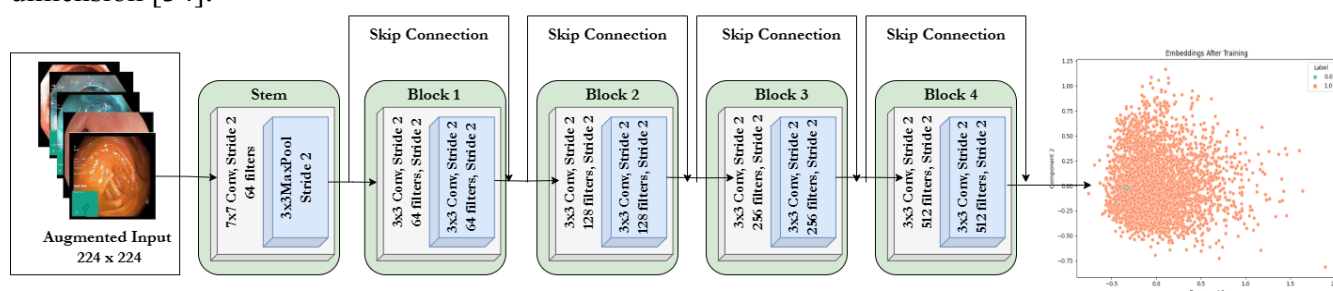 dimension [34].
Skip Connection
Skip Connection
Skip Connection
Skip Connection
Augmented Input
224 x 224
Stem
7x7 Conv, Stride 2
64 filters
3x3MaxPool
Stride 2
Block 1
3x3 Conv, Stride 2
64 filters, Stride 2
3x3 Conv, Stride 2
64 filters, Stride 2
Block 2
3x3 Conv, Stride 2
128 filters, Stride 2
3x3 Conv, Stride 2
128 filters, Stride 2
Block 3
3x3 Conv, Stride 2
256 filters, Stride 2
3x3 Conv, Stride 2
256 filters, Stride 2
Block 4
3x3 Conv, Stride 2
512 filters, Stride 2
3x3 Conv, Stride 2
512 filters, Stride 2
Embeddings After Training
Label
0.0
1.0
Component 2
1.25
1.00
0.75
0.50
0.25
0.00
−0.25
−0.50
−0.75
−0.5
0.0
0.5
1.0
1.5